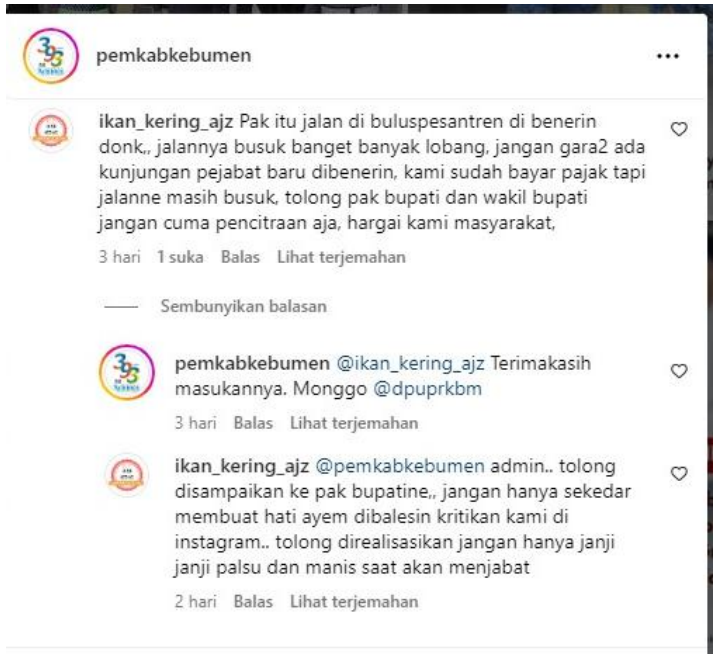 393
pemkabkebumen
ikan_kering_ajz Pak itu jalan di buluspesantren di benerin
donk,, jalannya busuk banget banyak lobang, jangan gara2 ada
kunjungan pejabat baru dibenerin, kami sudah bayar pajak tapi
jalanne masih busuk, tolong pak bupati dan wakil bupati
jangan cuma pencitraan aja, hargai kami masyarakat,
3 hari 1 suka Balas Lihat terjemahan
Sembunyikan balasan
393
pemkabkebumen @ikan_kering_ajz Terimakasih
masukannya. Monggo @dpuprkbm
3 hari Balas Lihat terjemahan
ikan_kering_ajz @pemkabkebumen admin.. tolong
disampaikan ke pak bupatine,, jangan hanya sekedar
membuat hati ayem dibalesin kritikan kami di
instagram.. tolong direalisasikan jangan hanya janji
janji palsu dan manis saat akan menjabat
2 hari Balas Lihat terjemahan